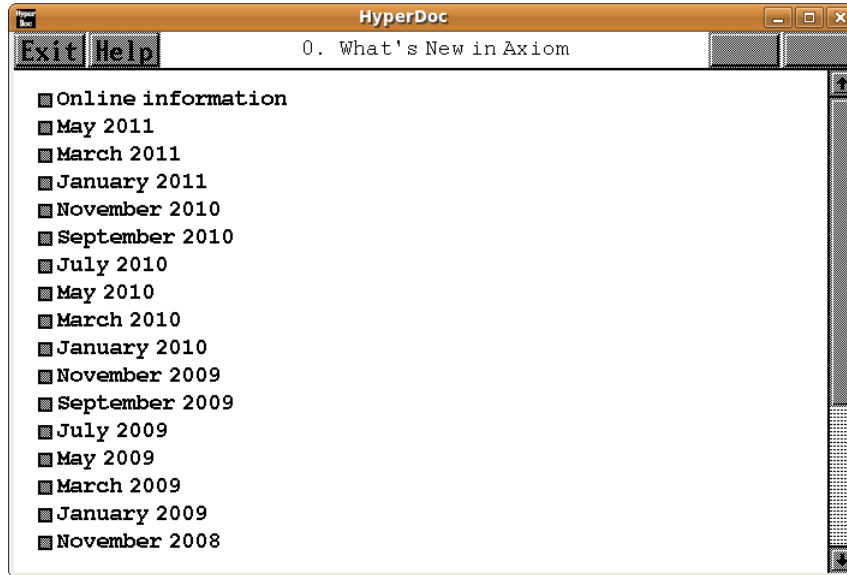 Hyper Doc
HyperDoc
Exit Help
0. What's New in Axiom
Online information
May 2011
March 2011
January 2011
November 2010
September 2010
July 2010
May 2010
March 2010
January 2010
November 2009
September 2009
July 2009
May 2009
March 2009
January 2009
November 2008